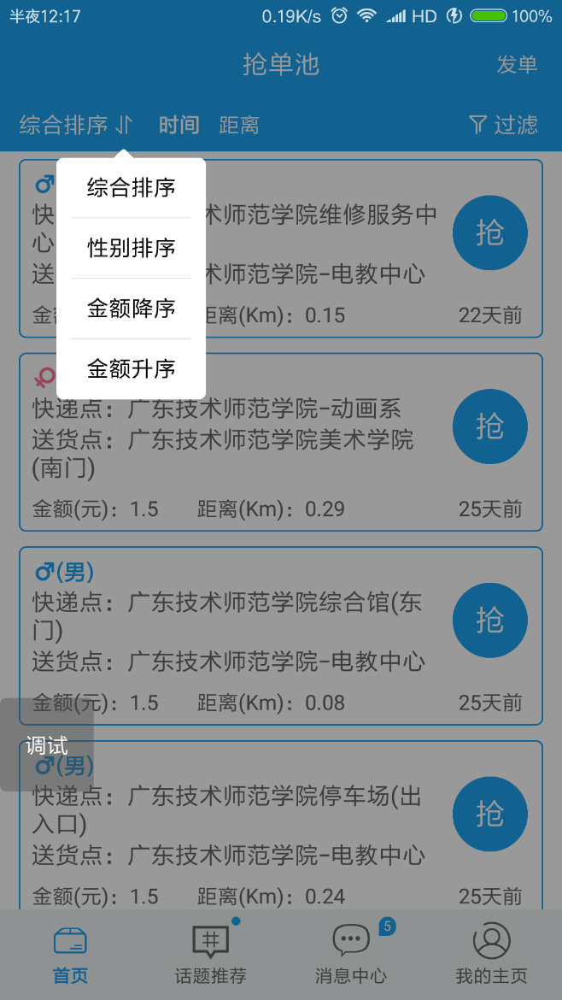 半夜12:17 0.19K/s HD 100%
抢单池 发单
综合排序 时间 距离 过滤
综合排序
性别排序
金额降序
金额升序
快 术师范学院维修服务中
心
送 术师范学院-电教中心
抢
距离(Km)：0.15 22天前
快递点：广东技术师范学院-动画系
送货点：广东技术师范学院美术学院
(南门)
抢
金额(元)：1.5 距离(Km)：0.29 25天前
(男)
快递点：广东技术师范学院综合馆(东
门)
送货点：广东技术师范学院-电教中心
抢
金额(元)：1.5 距离(Km)：0.08 25天前
调试
(男)
快递点：广东技术师范学院停车场(出
入口)
送货点：广东技术师范学院-电教中心
抢
金额(元)：1.5 距离(Km)：0.24 25天前
5
首页 话题推荐 消息中心 我的主页